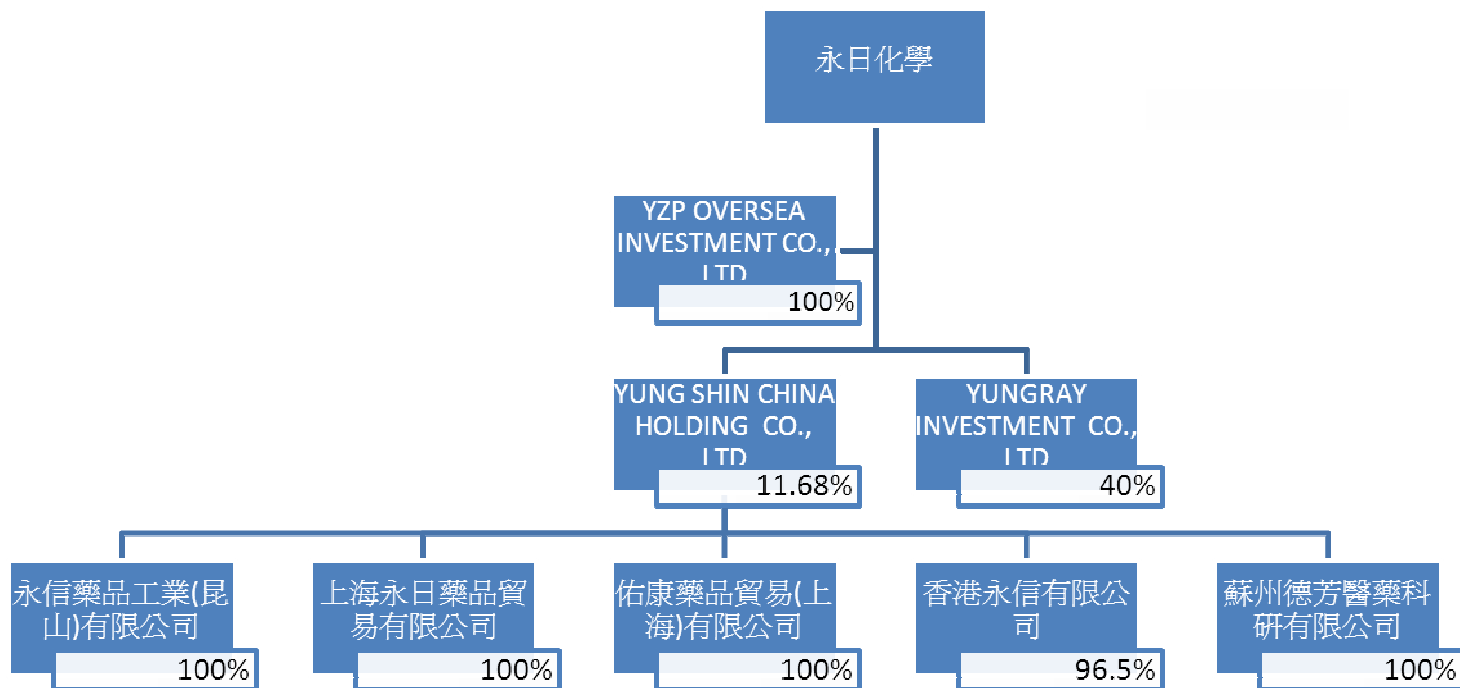 永日化學
YZP OVERSEA
INVESTMENT CO.,
LTD
100%
YUNG SHIN CHINA
HOLDING CO.,
LTD
11.68%
YUNGRAY
INVESTMENT CO.,
LTD
40%
永信藥品工業(昆
山)有限公司
100%
上海永日藥品貿
易有限公司
100%
佑康藥品貿易(上
海)有限公司
100%
香港永信有限公
司
96.5%
蘇州德芳醫藥科
研有限公司
100%